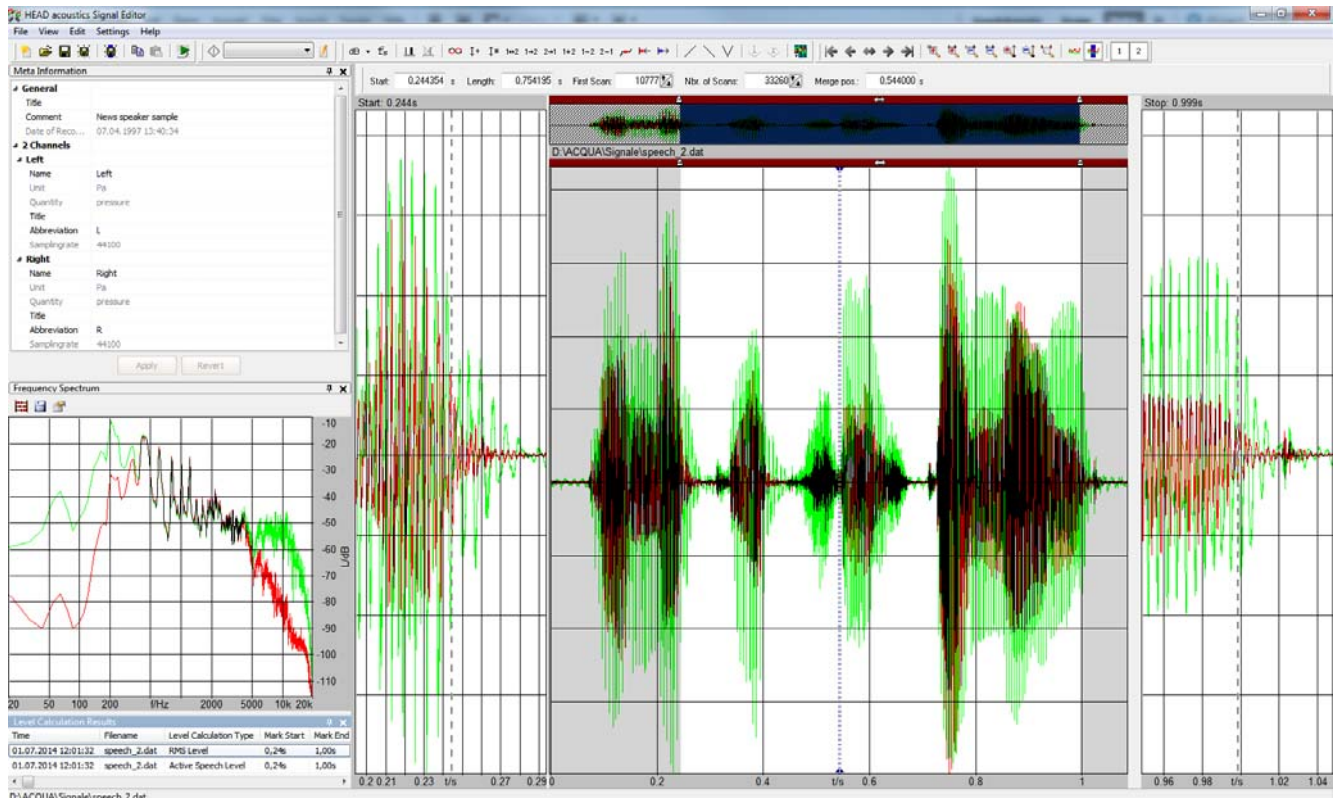 HEAD acoustics Signal Editor
File View Edit Settings Help
dB
1 2
Meta Information
Start: 0.244354 s Length: 0.754195 s First Scan: 10777 Nbr. of Scans: 33260 Merge pos.: 0.544000 s
General
Title
Comment News speaker sample
Date of Reco... 07.04.1997 13:40:34
2 Channels
Left
Name Left
Unit Pa
Quantity pressure
Title
Abbreviation L
Samplingrate 44100
Right
Name Right
Unit Pa
Quantity pressure
Title
Abbreviation R
Samplingrate 44100
Apply Revert
Start: 0.244s
D:\ACQUA\Signale\speech_2.dat
Stop: 0.999s
Frequency Spectrum
-10
-20
-30
-40
-50
-60
L/dB
-70
-80
-90
-100
-110
20 50 100 200 f/Hz 2000 5000 10k 20k
Level Calculation Results
Time Filename Level Calculation Type Mark Start Mark End
01.07.2014 12:01:32 speech_2.dat RMS Level 0,24s 1,00s
01.07.2014 12:01:32 speech_2.dat Active Speech Level 0,24s 1,00s
0.2 0.21 0.23 t/s 0.27 0.29
0 0.2 0.4 t/s 0.6 0.8 1
0.96 0.98 t/s 1.02 1.04
D:\ACQUA\Signale\speech_2.dat